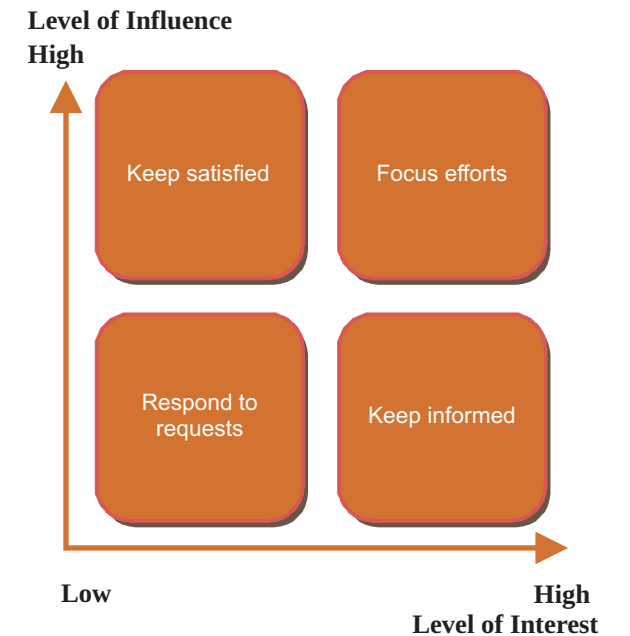 Level of Influence
High
Keep satisfied
Focus efforts
Respond to
requests
Keep informed
Low
High
Level of Interest